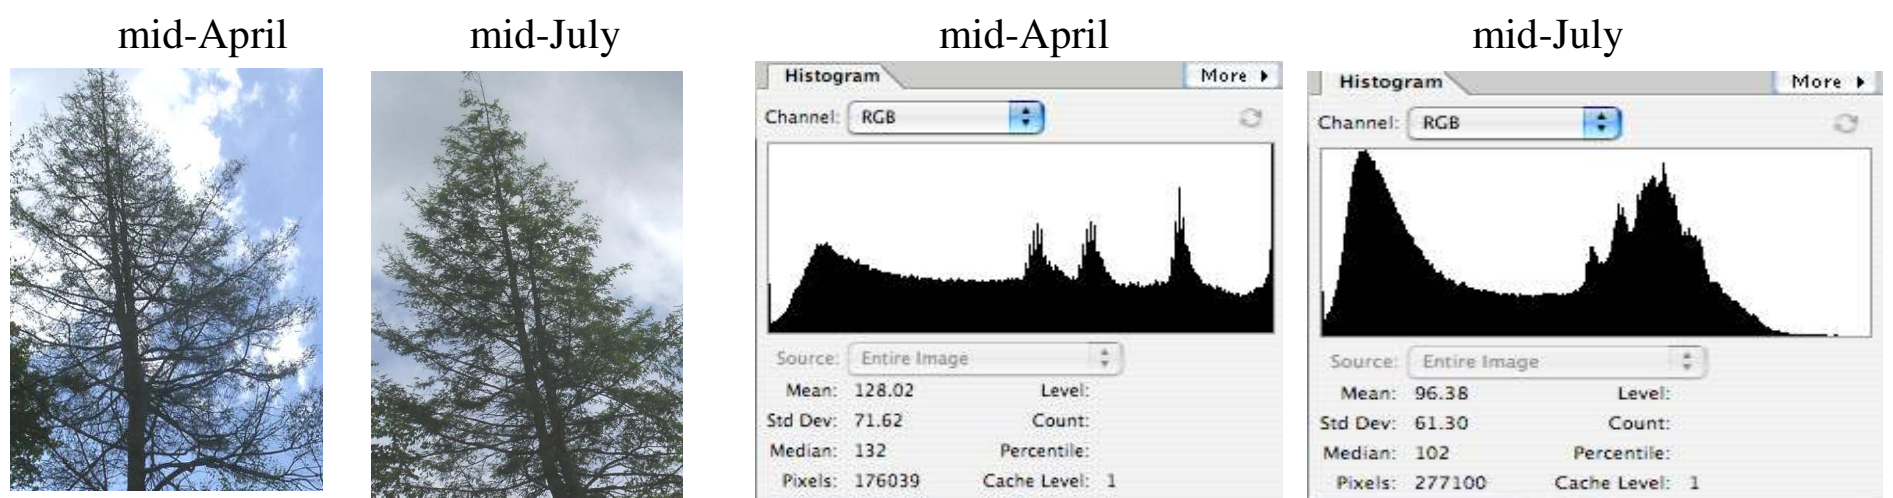 mid-April mid-July mid-April mid-July
Histogram More
Channel: RGB
Source: Entire Image
Mean: 128.02 Level:
Std Dev: 71.62 Count:
Median: 132 Percentile:
Pixels: 176039 Cache Level: 1
Histogram More
Channel: RGB
Source: Entire Image
Mean: 96.38 Level:
Std Dev: 61.30 Count:
Median: 102 Percentile:
Pixels: 277100 Cache Level: 1